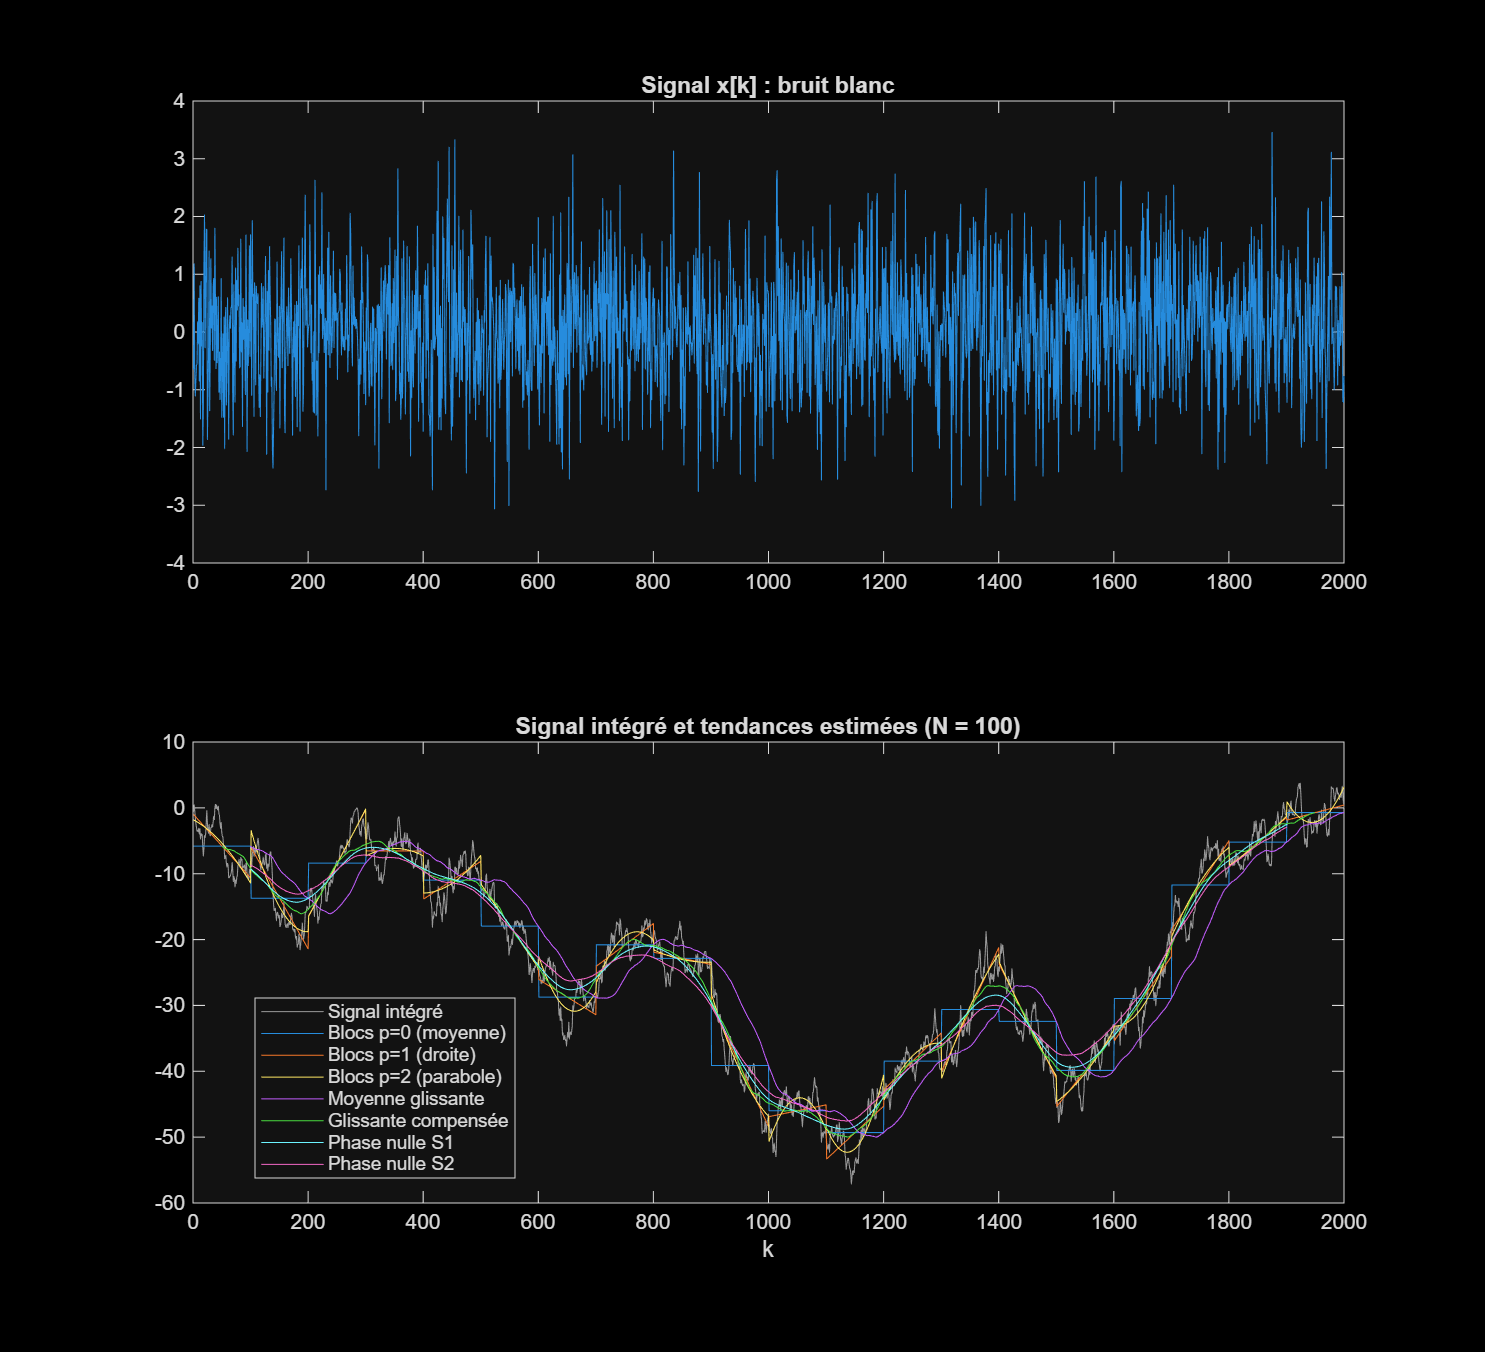 Signal x[k] : bruit blanc
4
3
2
1
0
-1
-2
-3
-4
0 200 400 600 800 1000 1200 1400 1600 1800 2000
Signal intégré et tendances estimées (N = 100)
10
0
-10
-20
-30
-40
-50
-60
Signal intégré
Blocs p=0 (moyenne)
Blocs p=1 (droite)
Blocs p=2 (parabole)
Moyenne glissante
Glissante compensée
Phase nulle S1
Phase nulle S2
0 200 400 600 800 1000 1200 1400 1600 1800 2000
k